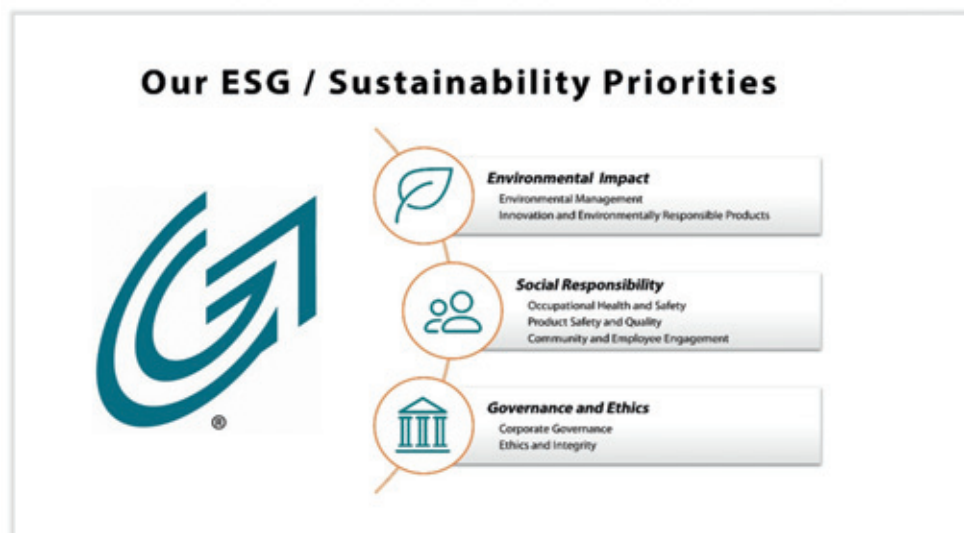 Our ESG / Sustainability Priorities
Environmental Impact
Environmental Management
Innovation and Environmentally Responsible Products
Social Responsibility
Occupational Health and Safety
Product Safety and Quality
Community and Employee Engagement
®
Governance and Ethics
Corporate Governance
Ethics and Integrity